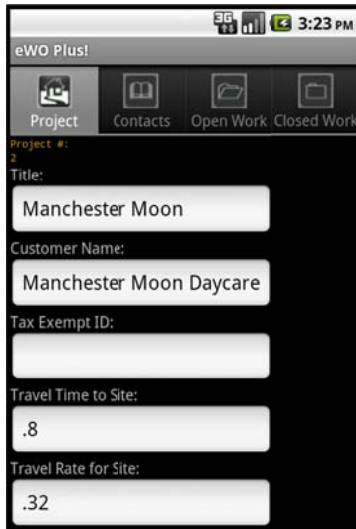 3G 3:23 PM
eWO Plus!
Project Contacts Open Work Closed Work
Project #:
2
Title:
Manchester Moon
Customer Name:
Manchester Moon Daycare
Tax Exempt ID:
Travel Time to Site:
.8
Travel Rate for Site:
.32